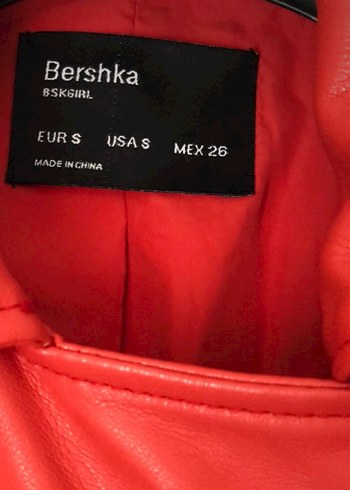 Bershka
BSKGIRL
EUR S USA S MEX 26
MADE IN CHINA